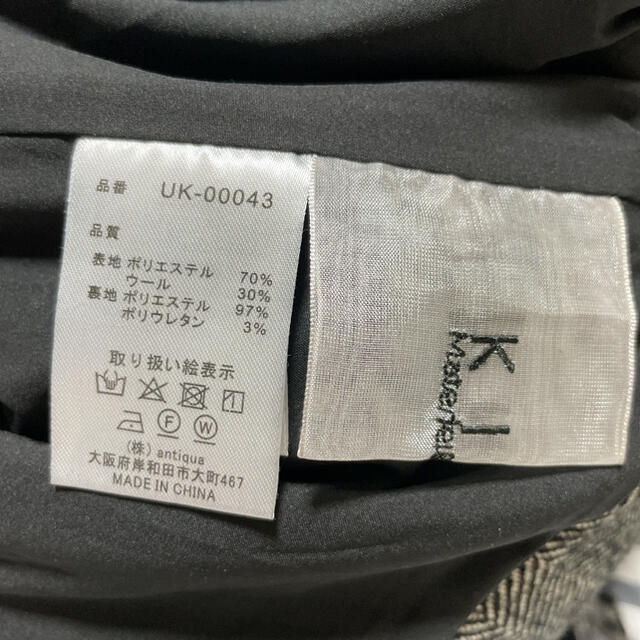 品番 UK-00043
品質
表地 ポリエステル 70%
ウール 30%
裏地 ポリエステル 97%
ポリウレタン 3%
取り扱い絵表示
F W
(株) antiqua
大阪府岸和田市大町467
MADE IN CHINA
K